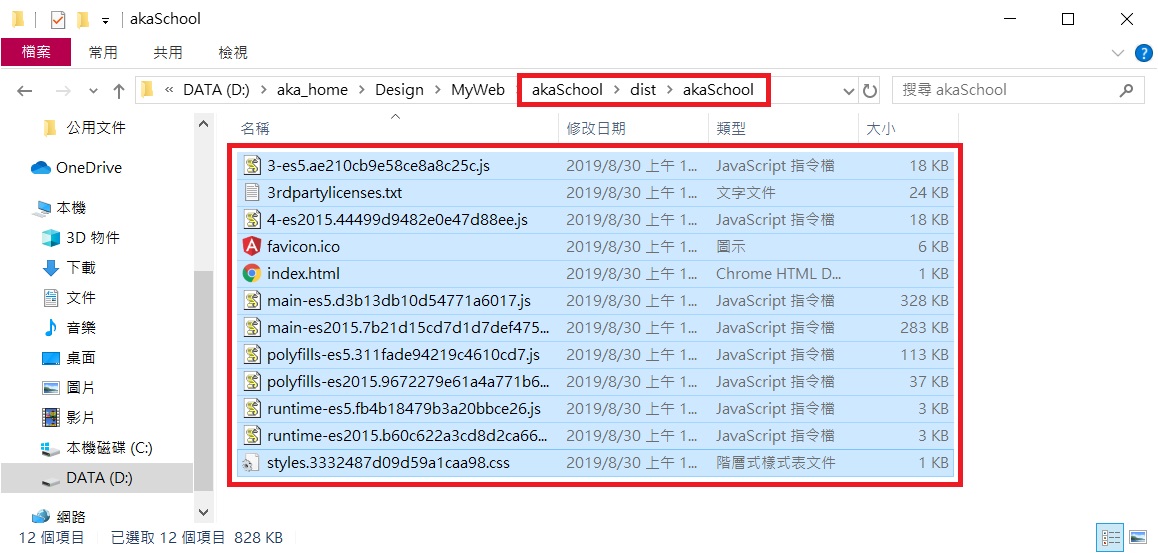 akaSchool
檔案 常用 共用 檢視
« DATA (D:) > aka_home > Design > MyWeb > akaSchool > dist > akaSchool 搜尋 akaSchool
公用文件
OneDrive
本機
3D 物件
下載
文件
音樂
桌面
圖片
影片
本機磁碟 (C:)
DATA (D:)
網路
名稱 修改日期 類型 大小
3-es5.ae210cb9e58ce8a8c25c.js 2019/8/30 上午 1... JavaScript 指令檔 18 KB
3rdpartylicenses.txt 2019/8/30 上午 1... 文字文件 24 KB
4-es2015.44499d9482e0e47d88ee.js 2019/8/30 上午 1... JavaScript 指令檔 18 KB
favicon.ico 2019/8/30 上午 1... 圖示 6 KB
index.html 2019/8/30 上午 1... Chrome HTML D... 1 KB
main-es5.d3b13db10d54771a6017.js 2019/8/30 上午 1... JavaScript 指令檔 328 KB
main-es2015.7b21d15cd7d1d7def475... 2019/8/30 上午 1... JavaScript 指令檔 283 KB
polyfills-es5.311fade94219c4610cd7.js 2019/8/30 上午 1... JavaScript 指令檔 113 KB
polyfills-es2015.9672279e61a4a771b6... 2019/8/30 上午 1... JavaScript 指令檔 37 KB
runtime-es5.fb4b18479b3a20bbce26.js 2019/8/30 上午 1... JavaScript 指令檔 3 KB
runtime-es2015.b60c622a3cd8d2ca66... 2019/8/30 上午 1... JavaScript 指令檔 3 KB
styles.3332487d09d59a1caa98.css 2019/8/30 上午 1... 階層式樣式表文件 1 KB
12 個項目 已選取 12 個項目 828 KB